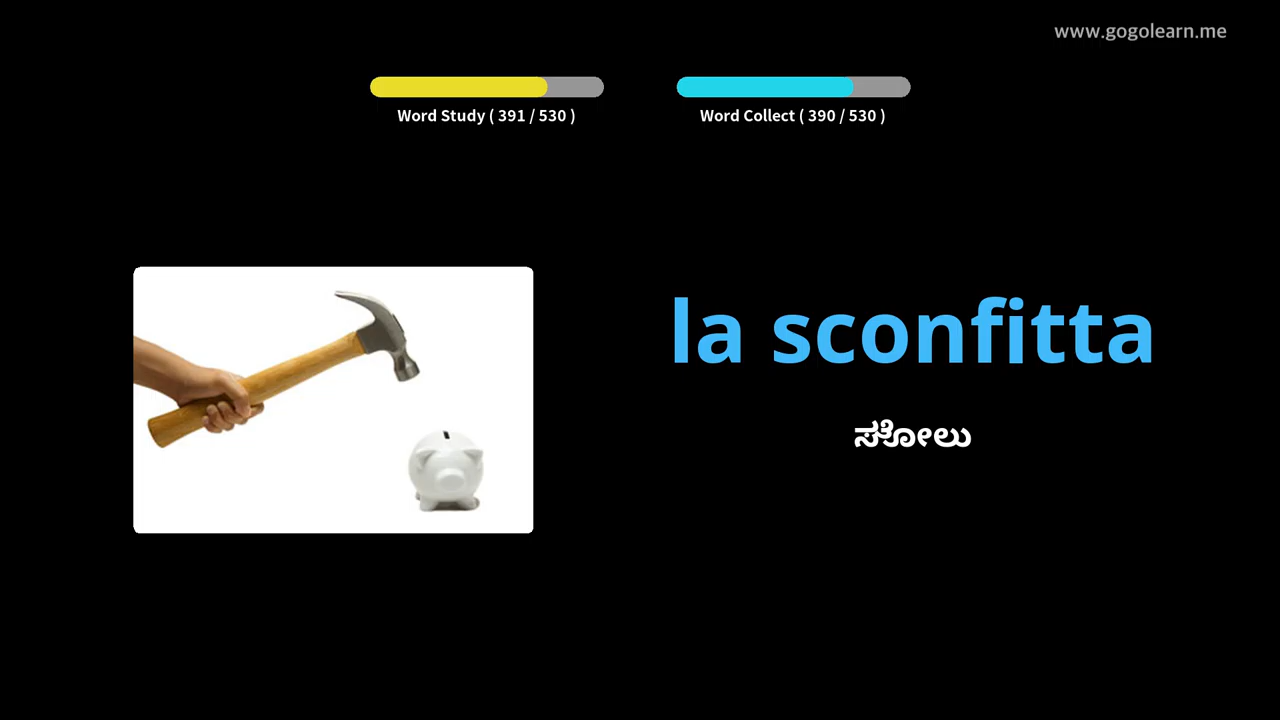 www.gogolearn.me
Word Study ( 391 / 530 )
Word Collect ( 390 / 530 )
la sconfitta
ಸೋಲು